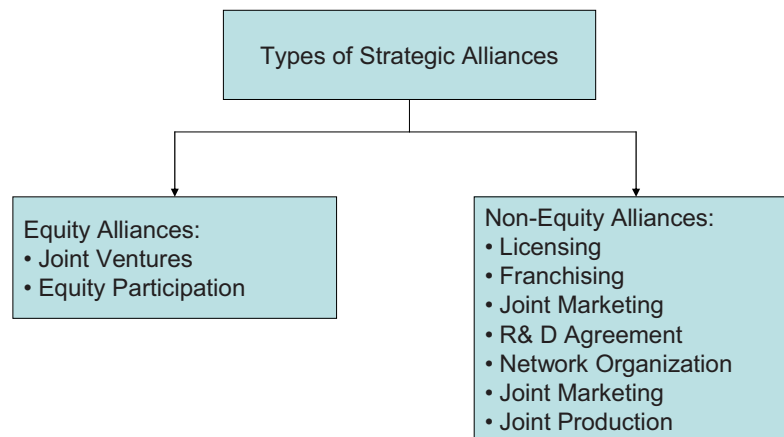 Types of Strategic Alliances
Equity Alliances:
• Joint Ventures
• Equity Participation
Non-Equity Alliances:
• Licensing
• Franchising
• Joint Marketing
• R& D Agreement
• Network Organization
• Joint Marketing
• Joint Production